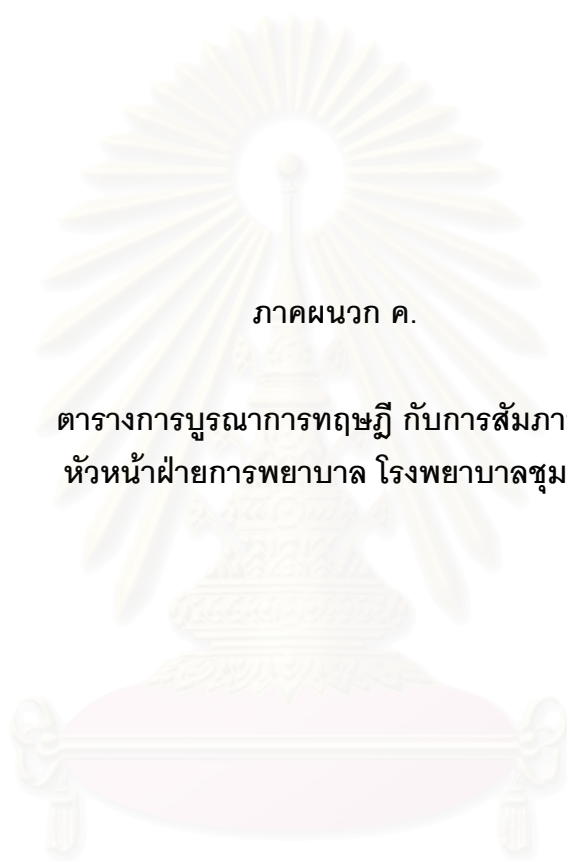 ภาคผนวก ค.
ตารางการบูรณาการทฤษฎี กับการสัมภา
หัวหน้าฝ่ายการพยาบาล โรงพยาบาลชุม